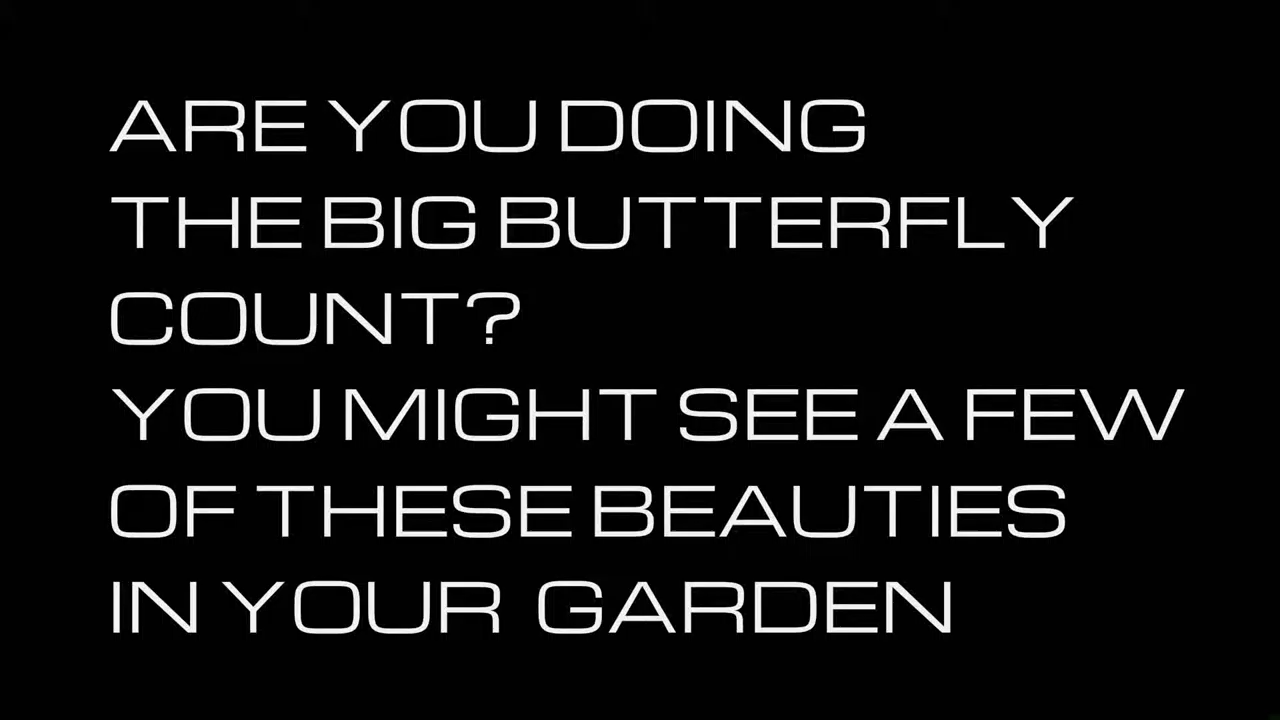 ARE YOU DOING
THE BIG BUTTERFLY
COUNT?
YOU MIGHT SEE A FEW
OF THESE BEAUTIES
IN YOUR GARDEN